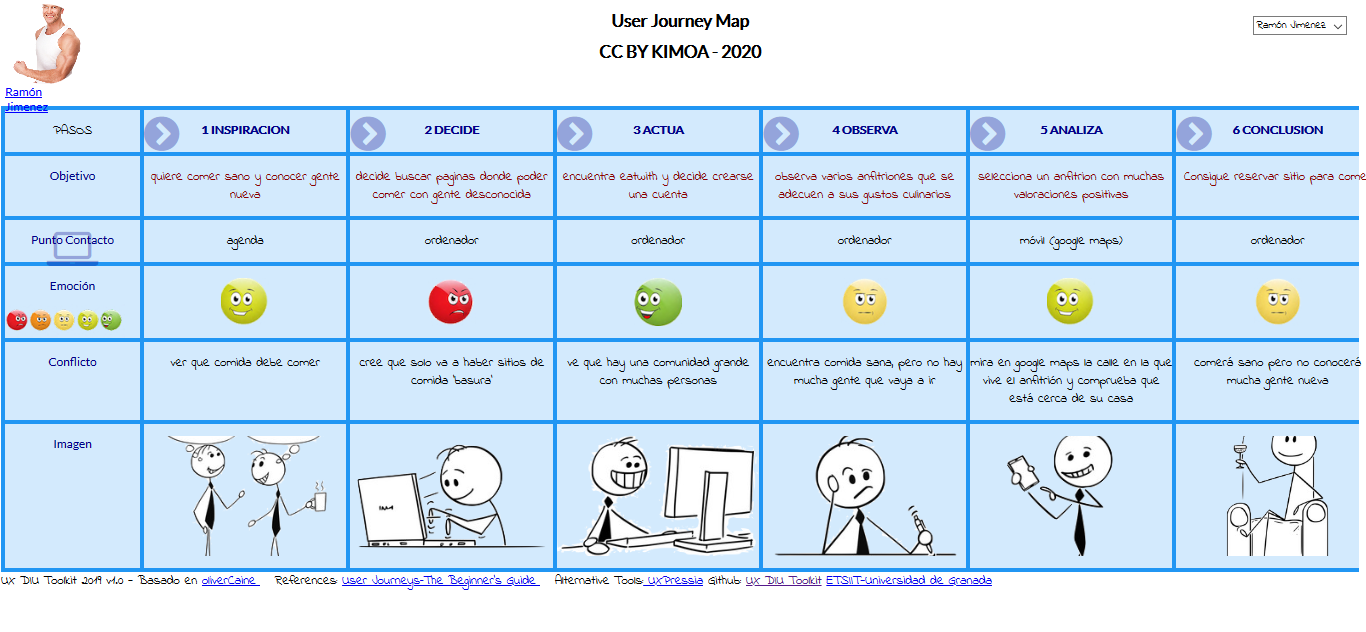 User Journey Map
CC BY KIMOA - 2020
Ramón Jimenez
Ramón
Jimenez
PASOS
1 INSPIRACION
2 DECIDE
3 ACTUA
4 OBSERVA
5 ANALIZA
6 CONCLUSION
Objetivo
quiere comer sano y conocer gente
nueva
decide buscar paginas donde poder
comer con gente desconocida
encuentra eatwith y decide crearse
una cuenta
observa varios anfitriones que se
adecuen a sus gustos culinarios
selecciona un anfitrion con muchas
valoraciones positivas
Consigue reservar sitio para come
Punto Contacto
agenda
ordenador
ordenador
ordenador
móvil (google maps)
ordenador
Emoción
Conflicto
ver que comida debe comer
cree que solo va a haber sitios de
comida 'basura'
ve que hay una comunidad grande
con muchas personas
encuentra comida sana, pero no hay
mucha gente que vaya a ir
mira en google maps la calle en la que
vive el anfitrión y comprueba que
está cerca de su casa
comerá sano pero no conocerá
mucha gente nueva
Imagen
UX DIU Toolkit 2019 v4.0 - Basado en oliverCaine References: User Journeys-The Beginner's Guide Alternative Tools: UXPressia Github: UX DIU Toolkit ETSIIT-Universidad de Granada